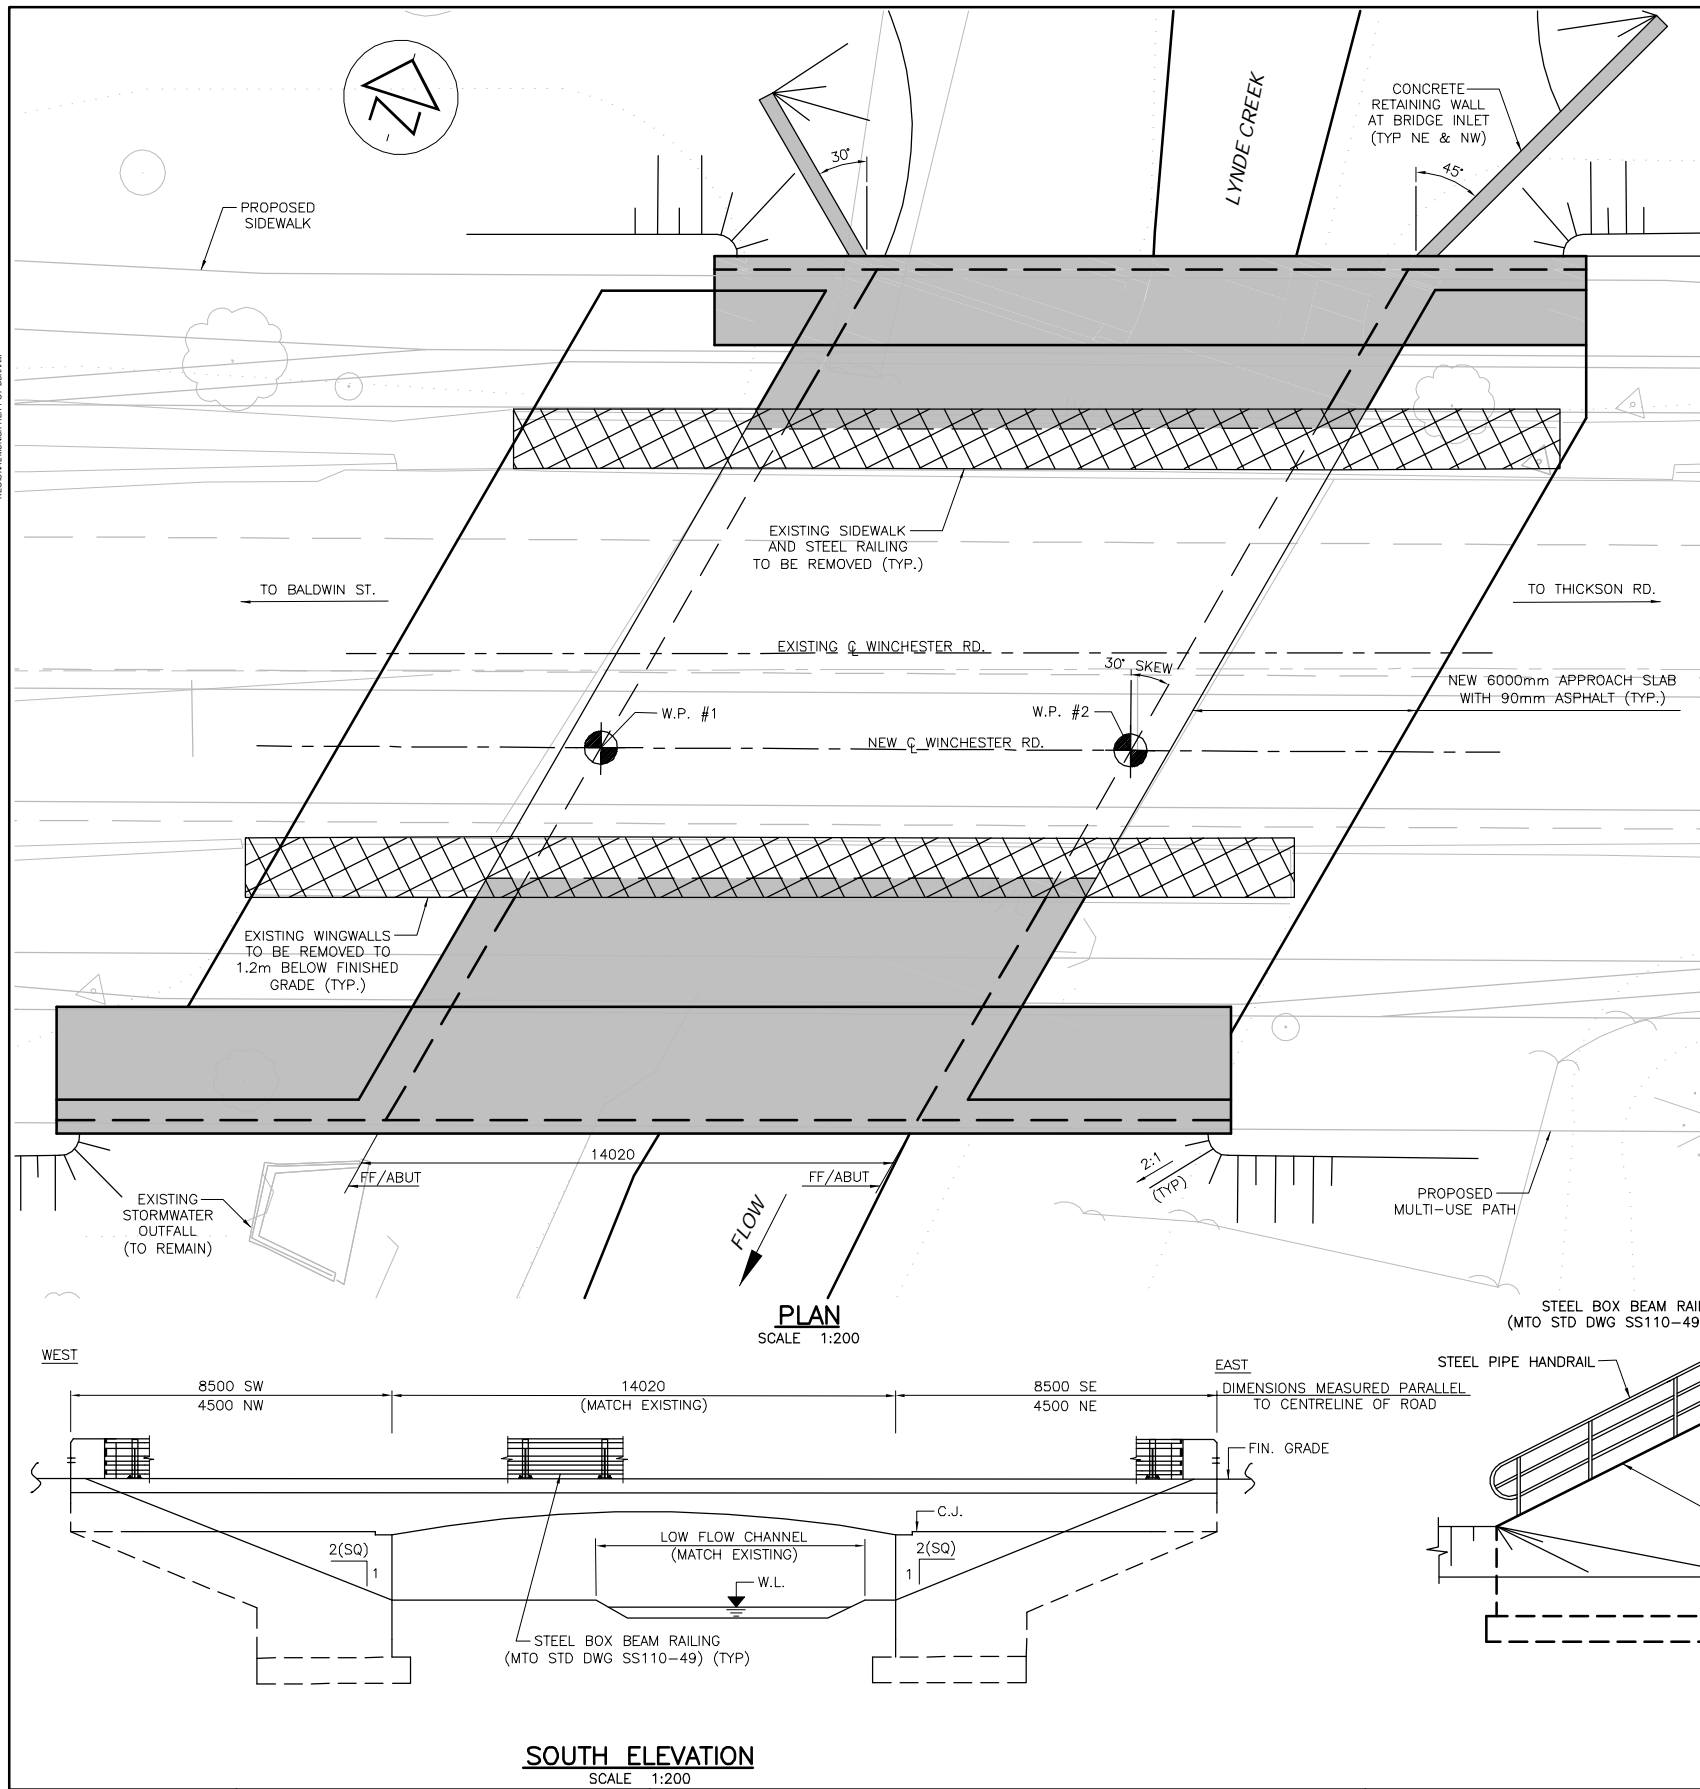 N
LYNDE CREEK
CONCRETE
RETAINING WALL
AT BRIDGE INLET
(TYP NE & NW)
30°
45°
PROPOSED
SIDEWALK
EXISTING SIDEWALK
AND STEEL RAILING
TO BE REMOVED (TYP.)
TO BALDWIN ST.
TO THICKSON RD.
EXISTING ℄ WINCHESTER RD.
30° SKEW
NEW 6000mm APPROACH SLAB
WITH 90mm ASPHALT (TYP.)
W.P. #1
W.P. #2
NEW ℄ WINCHESTER RD.
EXISTING WINGWALLS
TO BE REMOVED TO
1.2m BELOW FINISHED
GRADE (TYP.)
14020
FF/ABUT
FF/ABUT
2:1
(TYP)
EXISTING
STORMWATER
OUTFALL
(TO REMAIN)
FLOW
PROPOSED
MULTI-USE PATH
PLAN
SCALE 1:200
STEEL BOX BEAM RAI
(MTO STD DWG SS110-49
WEST
EAST
STEEL PIPE HANDRAIL
8500 SW
4500 NW
14020
(MATCH EXISTING)
8500 SE
4500 NE
DIMENSIONS MEASURED PARALLEL
TO CENTRELINE OF ROAD
FIN. GRADE
C.J.
LOW FLOW CHANNEL
(MATCH EXISTING)
2(SQ)
1
2(SQ)
1
W.L.
STEEL BOX BEAM RAILING
(MTO STD DWG SS110-49) (TYP)
SOUTH ELEVATION
SCALE 1:200